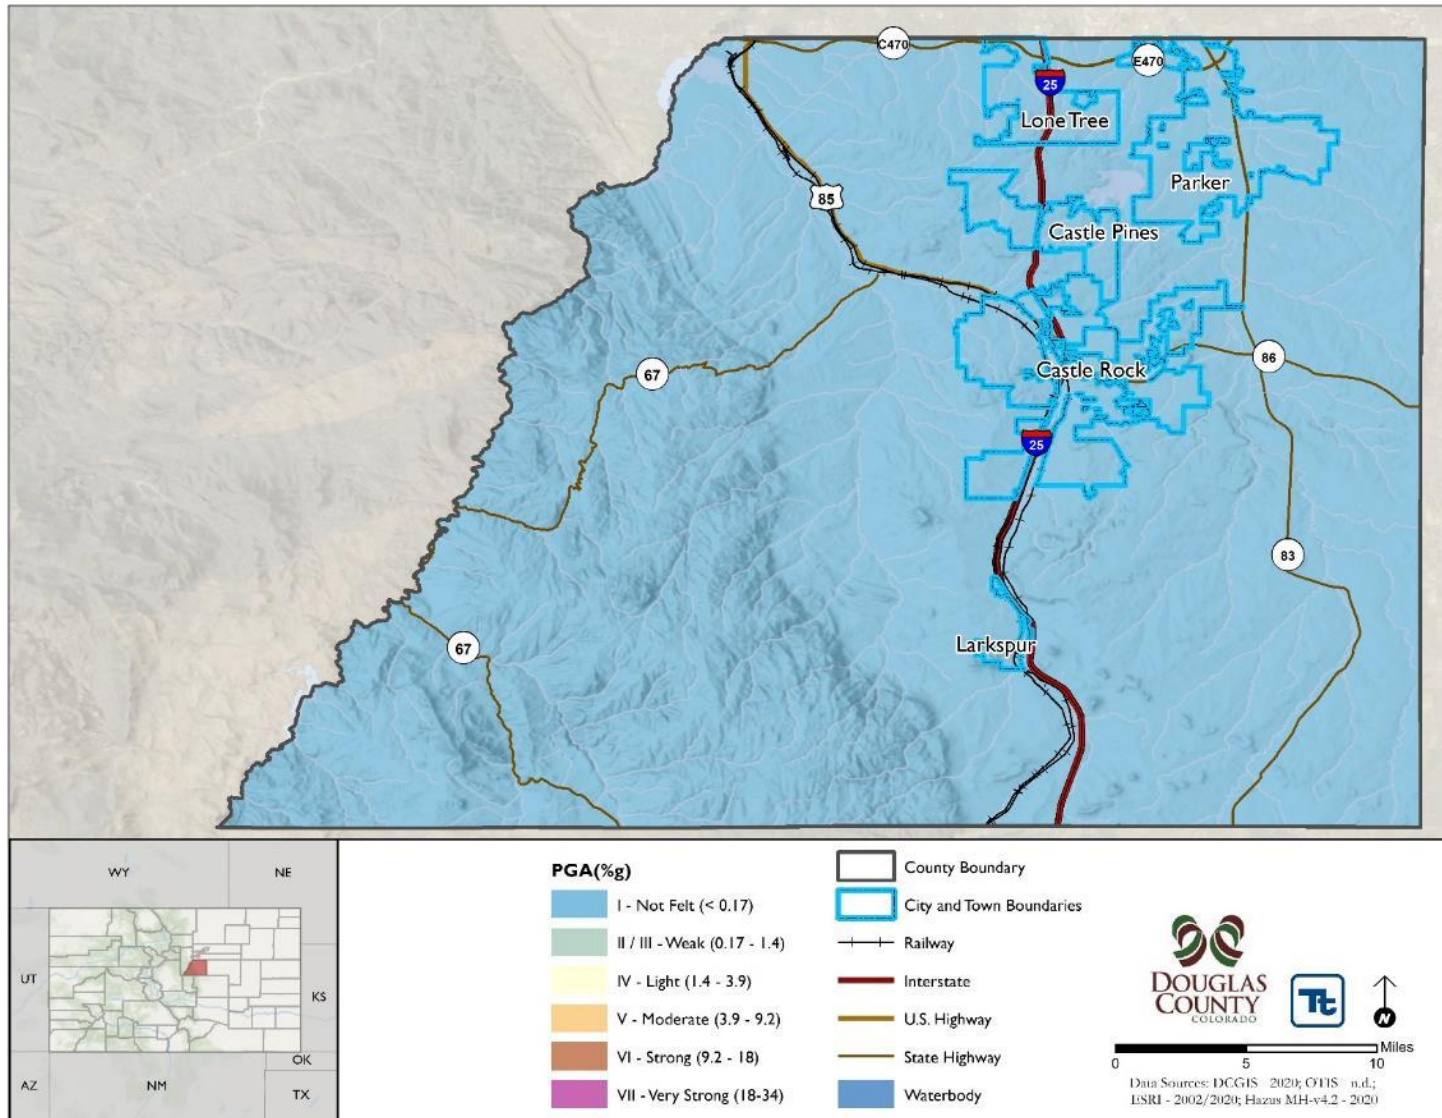 C470
E470
25
Lone Tree
Parker
85
Castle Pines
67
86
Castle Rock
25
83
67
Larkspur
WY
NE
UT
KS
OK
AZ
NM
TX
PGA(%g)
I - Not Felt (< 0.17)
II / III - Weak (0.17 - 1.4)
IV - Light (1.4 - 3.9)
V - Moderate (3.9 - 9.2)
VI - Strong (9.2 - 18)
VII - Very Strong (18-34)
County Boundary
City and Town Boundaries
Railway
Interstate
U.S. Highway
State Highway
Waterbody
DOUGLAS
COUNTY
COLORADO
Tt
N
0 5 10 Miles
Data Sources: DCGIS - 2020; OTIS - n.d.;
ESRI - 2002/2020; Hazus MH-v4.2 - 2020